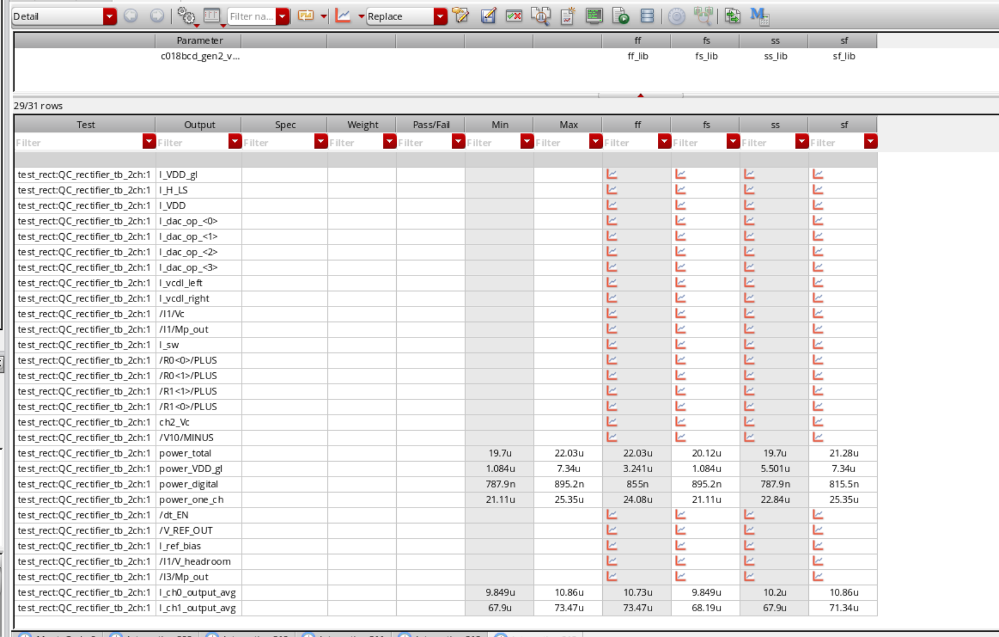 Detail Filter na... Replace
Parameter ff fs ss sf
c018bcd_gen2_v... ff_lib fs_lib ss_lib sf_lib
29/31 rows
Test Output Spec Weight Pass/Fail Min Max ff fs ss sf
Filter Filter Filter Filter Filter Filter Filter Filter Filter Filter Filter
test_rect:QC_rectifier_tb_2ch:1 I_VDD_gl
test_rect:QC_rectifier_tb_2ch:1 I_H_LS
test_rect:QC_rectifier_tb_2ch:1 I_VDD
test_rect:QC_rectifier_tb_2ch:1 I_dac_op_<0>
test_rect:QC_rectifier_tb_2ch:1 I_dac_op_<1>
test_rect:QC_rectifier_tb_2ch:1 I_dac_op_<2>
test_rect:QC_rectifier_tb_2ch:1 I_dac_op_<3>
test_rect:QC_rectifier_tb_2ch:1 I_vcdl_left
test_rect:QC_rectifier_tb_2ch:1 I_vcdl_right
test_rect:QC_rectifier_tb_2ch:1 /I1/Vc
test_rect:QC_rectifier_tb_2ch:1 /I1/Mp_out
test_rect:QC_rectifier_tb_2ch:1 I_sw
test_rect:QC_rectifier_tb_2ch:1 /R0<0>/PLUS
test_rect:QC_rectifier_tb_2ch:1 /R0<1>/PLUS
test_rect:QC_rectifier_tb_2ch:1 /R1<1>/PLUS
test_rect:QC_rectifier_tb_2ch:1 /R1<0>/PLUS
test_rect:QC_rectifier_tb_2ch:1 ch2_Vc
test_rect:QC_rectifier_tb_2ch:1 /V10/MINUS
test_rect:QC_rectifier_tb_2ch:1 power_total 19.7u 22.03u 22.03u 20.12u 19.7u 21.28u
test_rect:QC_rectifier_tb_2ch:1 power_VDD_gl 1.084u 7.34u 3.241u 1.084u 5.501u 7.34u
test_rect:QC_rectifier_tb_2ch:1 power_digital 787.9n 895.2n 855n 895.2n 787.9n 815.5n
test_rect:QC_rectifier_tb_2ch:1 power_one_ch 21.11u 25.35u 24.08u 21.11u 22.84u 25.35u
test_rect:QC_rectifier_tb_2ch:1 /dt_EN
test_rect:QC_rectifier_tb_2ch:1 /V_REF_OUT
test_rect:QC_rectifier_tb_2ch:1 I_ref_bias
test_rect:QC_rectifier_tb_2ch:1 /I1/V_headroom
test_rect:QC_rectifier_tb_2ch:1 /I3/Mp_out
test_rect:QC_rectifier_tb_2ch:1 I_ch0_output_avg 9.849u 10.86u 10.73u 9.849u 10.2u 10.86u
test_rect:QC_rectifier_tb_2ch:1 I_ch1_output_avg 67.9u 73.47u 73.47u 68.19u 67.9u 71.34u